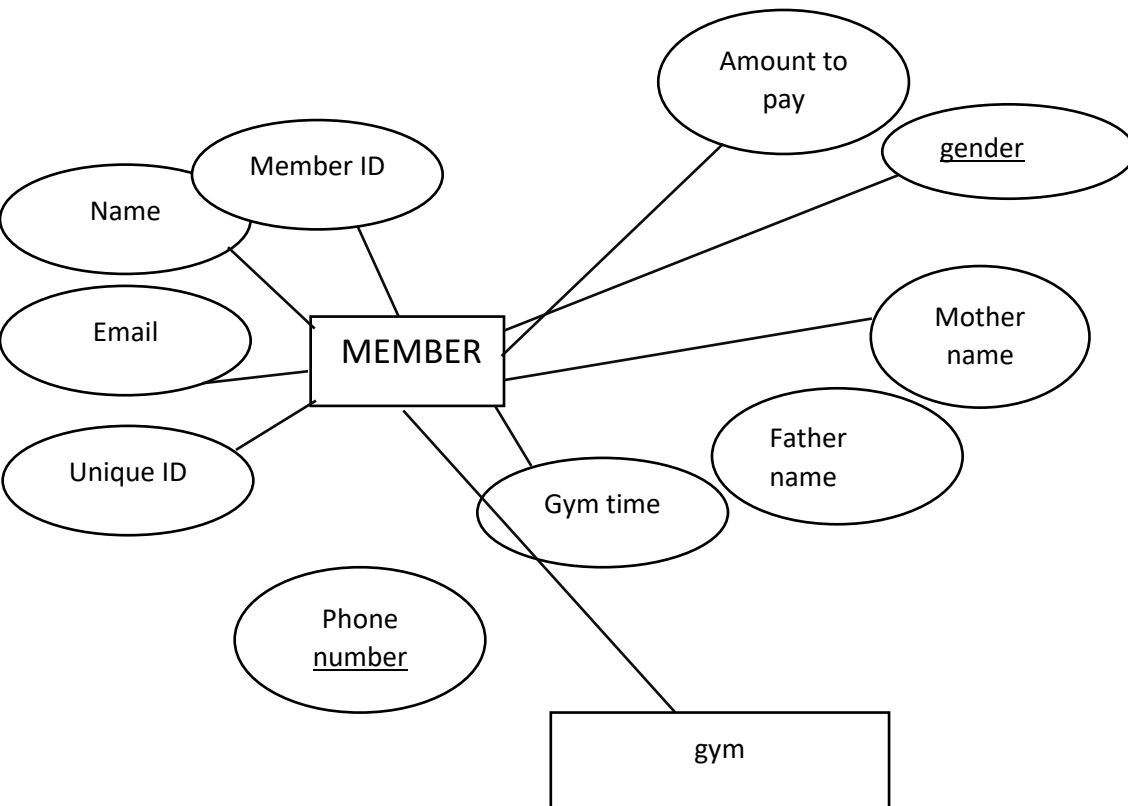 Amount to
pay
gender
Member ID
Name
Email
MEMBER
Mother
name
Father
name
Unique ID
Gym time
Phone
number
gym